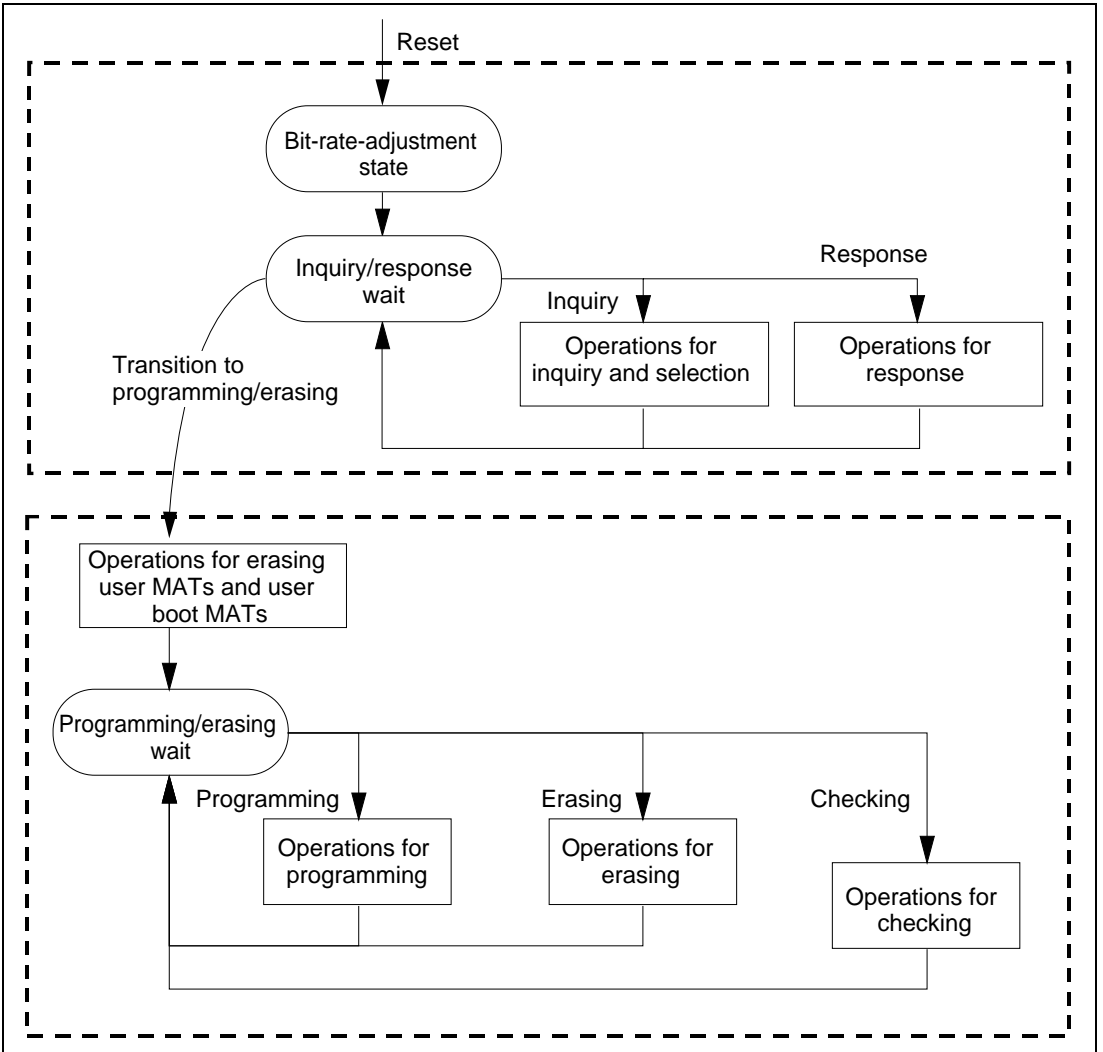 Reset
Bit-rate-adjustment
state
Inquiry/response
wait
Response
Inquiry
Operations for
inquiry and selection
Operations for
response
Transition to
programming/erasing
Operations for erasing
user MATs and user
boot MATs
Programming/erasing
wait
Programming
Erasing
Checking
Operations for
programming
Operations for
erasing
Operations for
checking